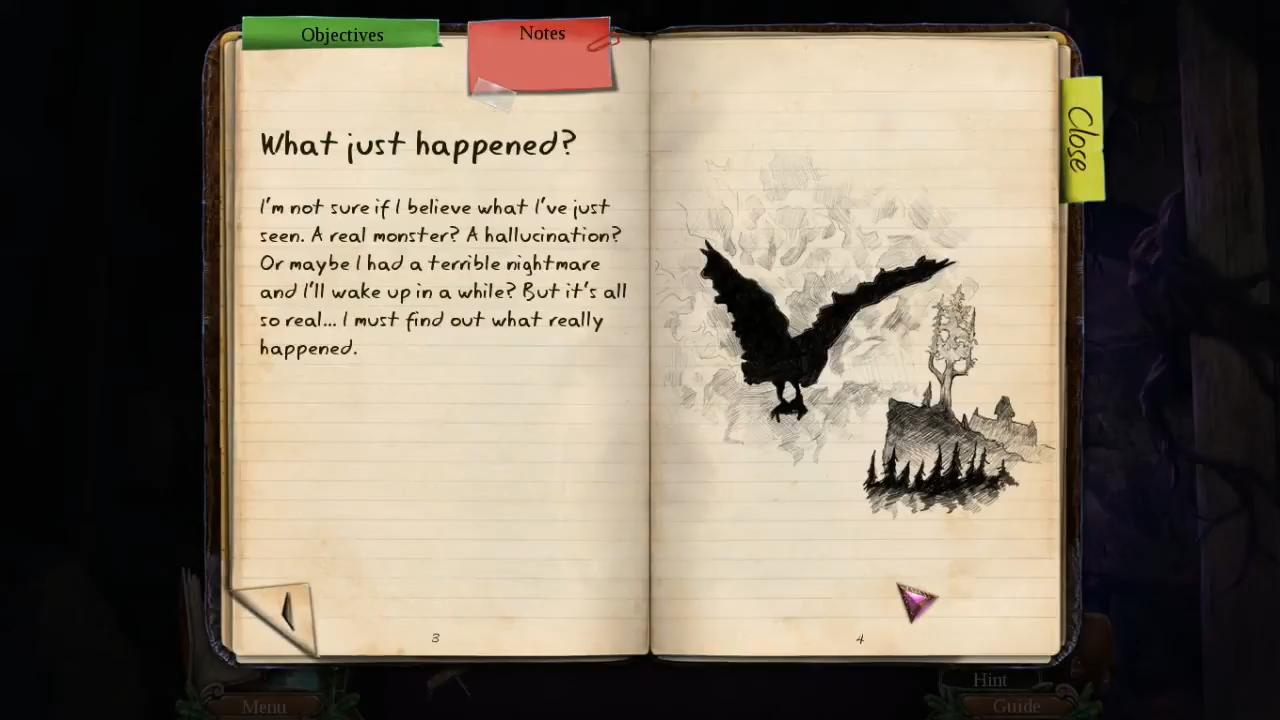 Objectives
Notes
Close
What just happened?
I'm not sure if I believe what I've just
seen. A real monster? A hallucination?
Or maybe I had a terrible nightmare
and I'll wake up in a while? But it's all
so real... I must find out what really
happened.
3
4
Hint
Menu
Guide